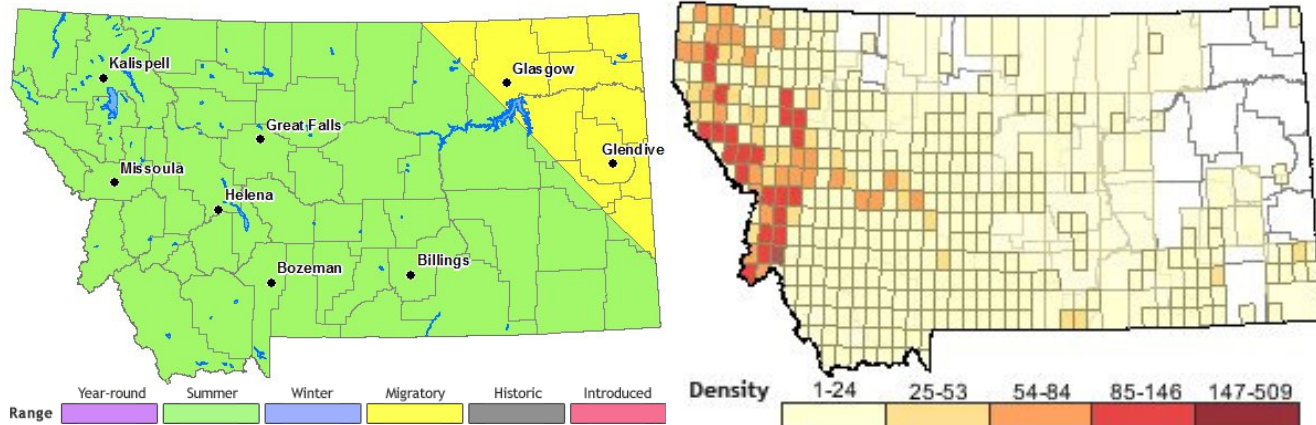 Kalispell
Glasgow
Great Falls
Glendive
Missoula
Helena
Bozeman
Billings
Year-round Summer Winter Migratory Historic Introduced
Range
Density 1-24 25-53 54-84 85-146 147-509